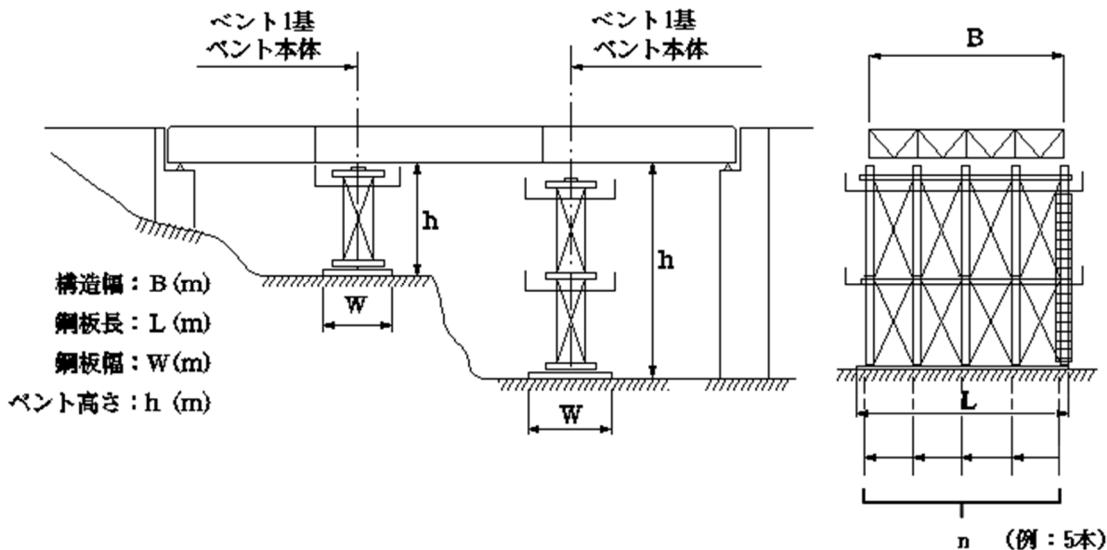 ベント1基
ベント本体
ベント1基
ベント本体
B
h
h
構造幅：B (m)
鋼板長：L (m)
鋼板幅：W (m)
ベント高さ：h (m)
W
W
L
n (例：5本)